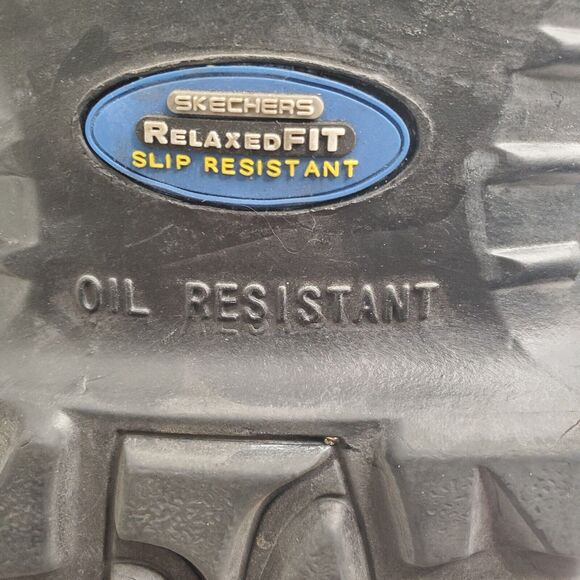 SKECHERS
RELAXEDFIT
SLIP RESISTANT
OIL RESISTANT